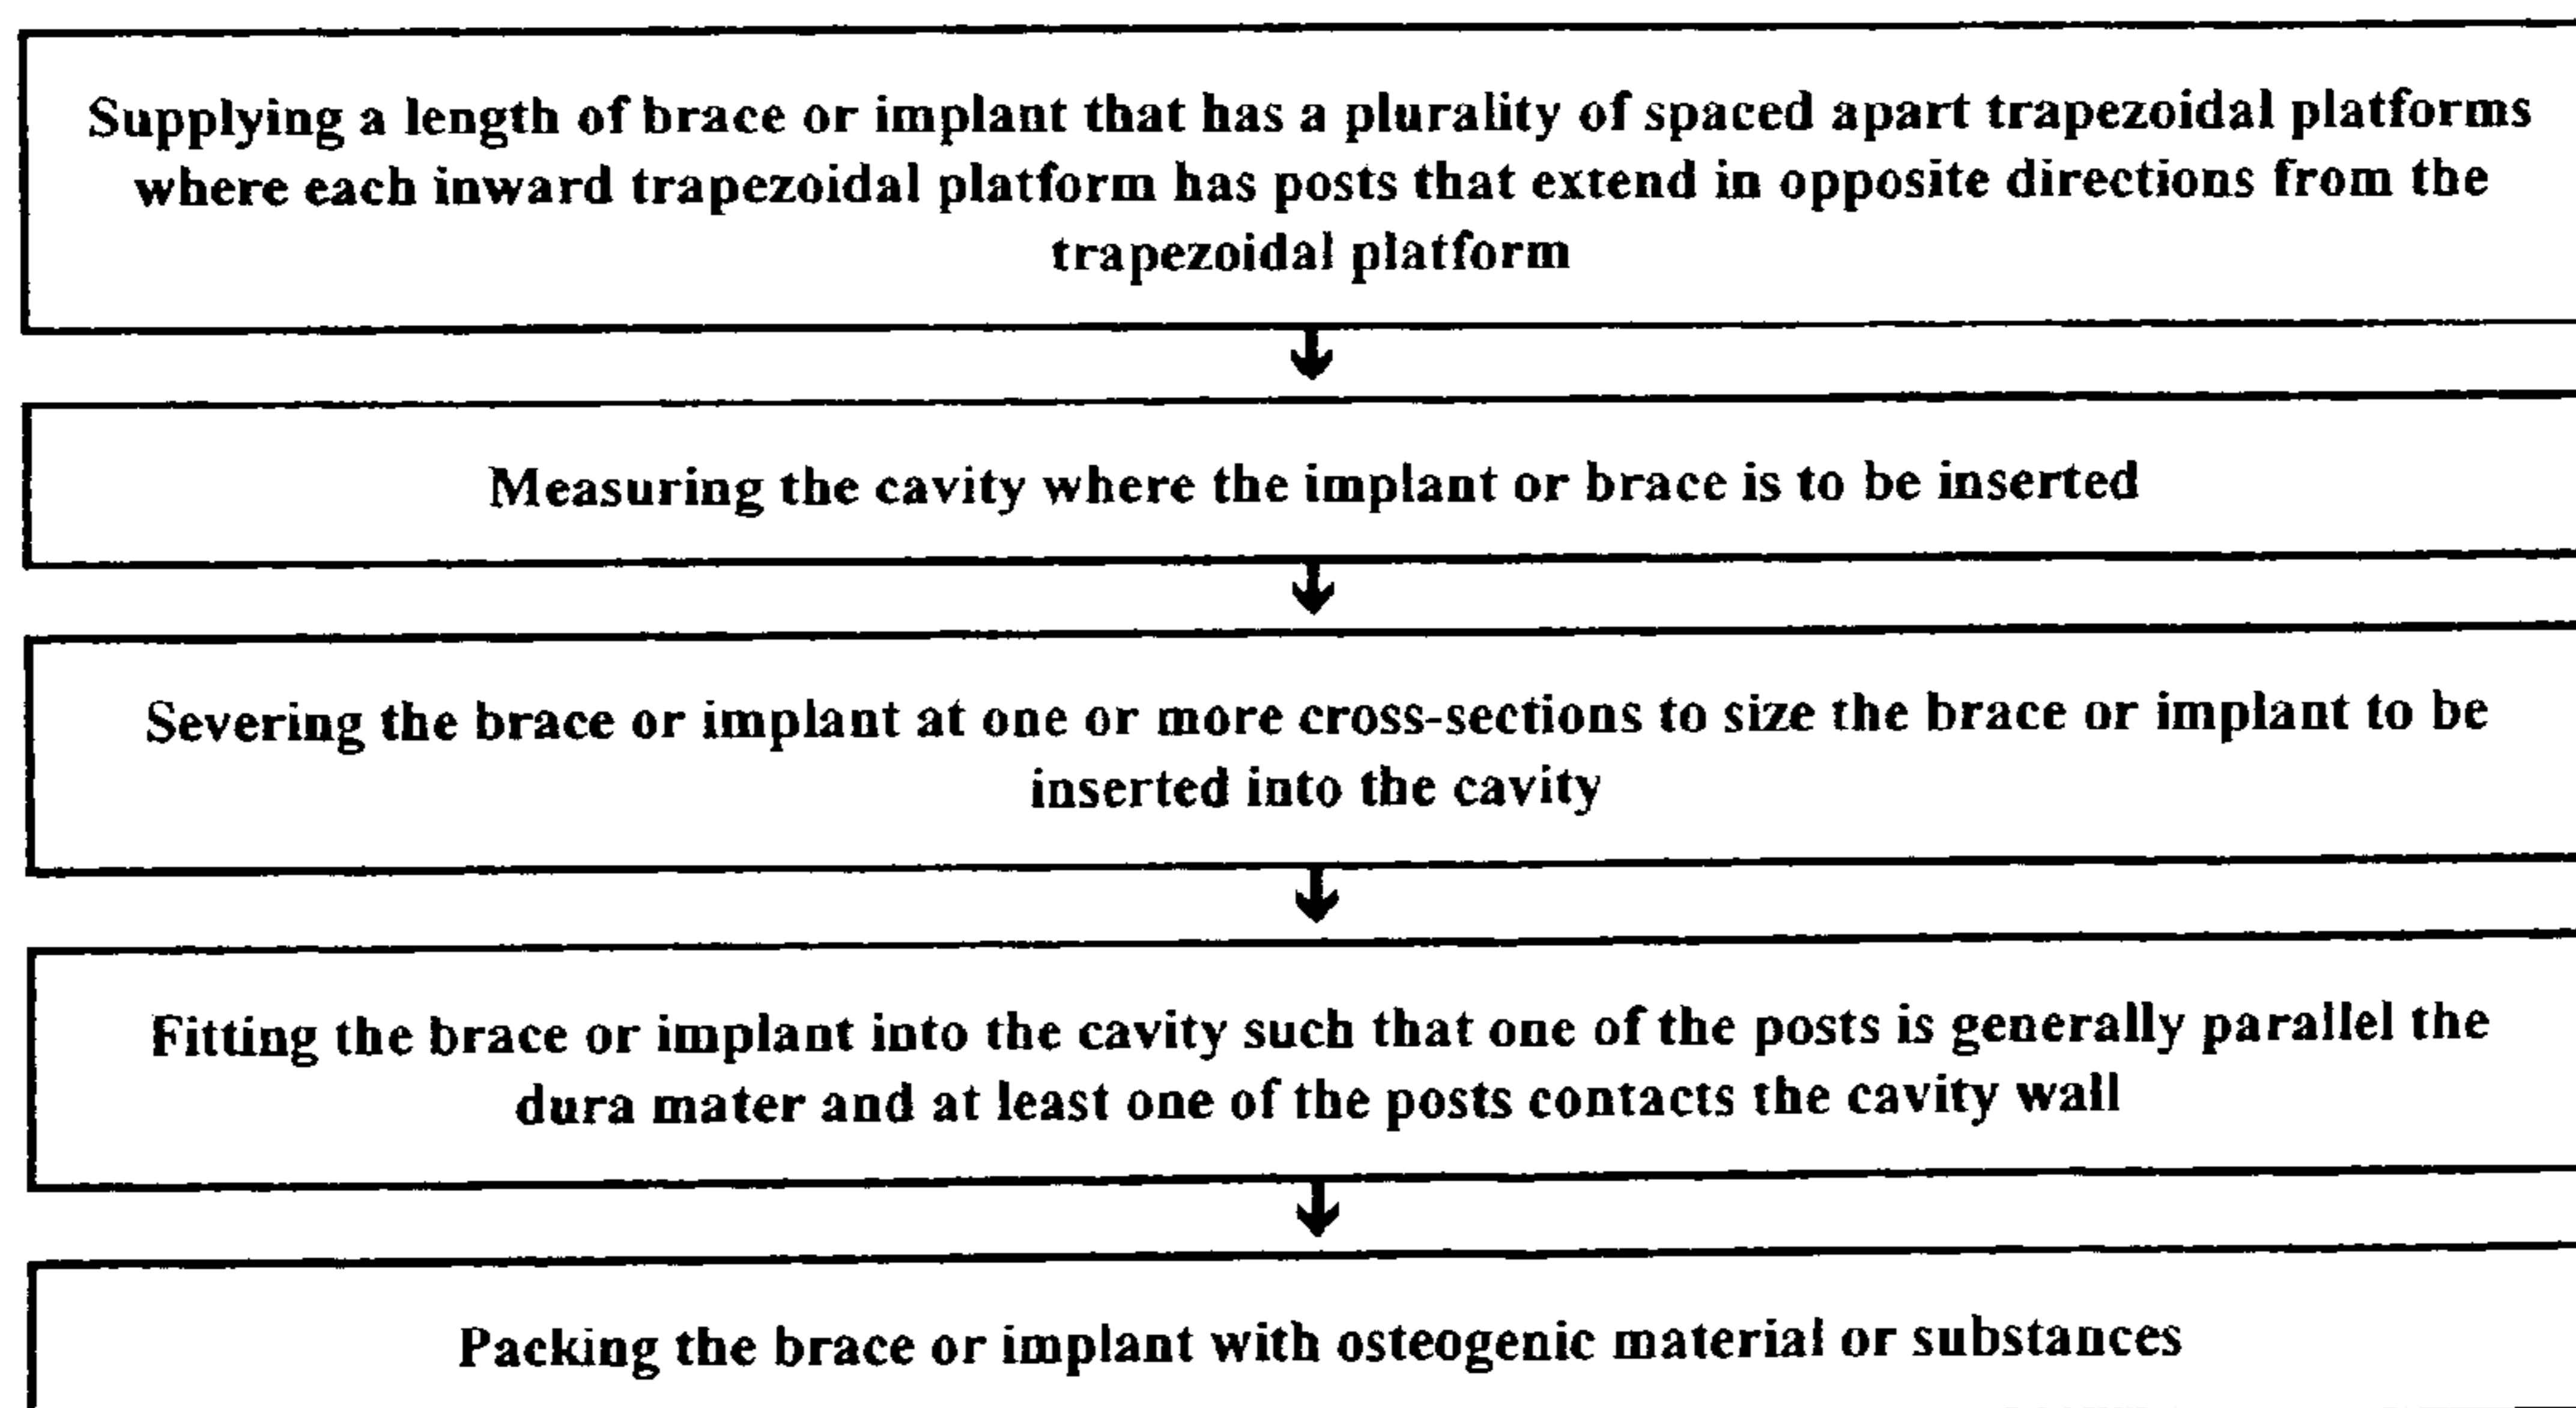 Supplying a length of brace or implant that has a plurality of spaced apart trapezoidal platforms
where each inward trapezoidal platform has posts that extend in opposite directions from the
trapezoidal platform
Measuring the cavity where the implant or brace is to be inserted
Severing the brace or implant at one or more cross-sections to size the brace or implant to be
inserted into the cavity
Fitting the brace or implant into the cavity such that one of the posts is generally parallel the
dura mater and at least one of the posts contacts the cavity wall
Packing the brace or implant with osteogenic material or substances